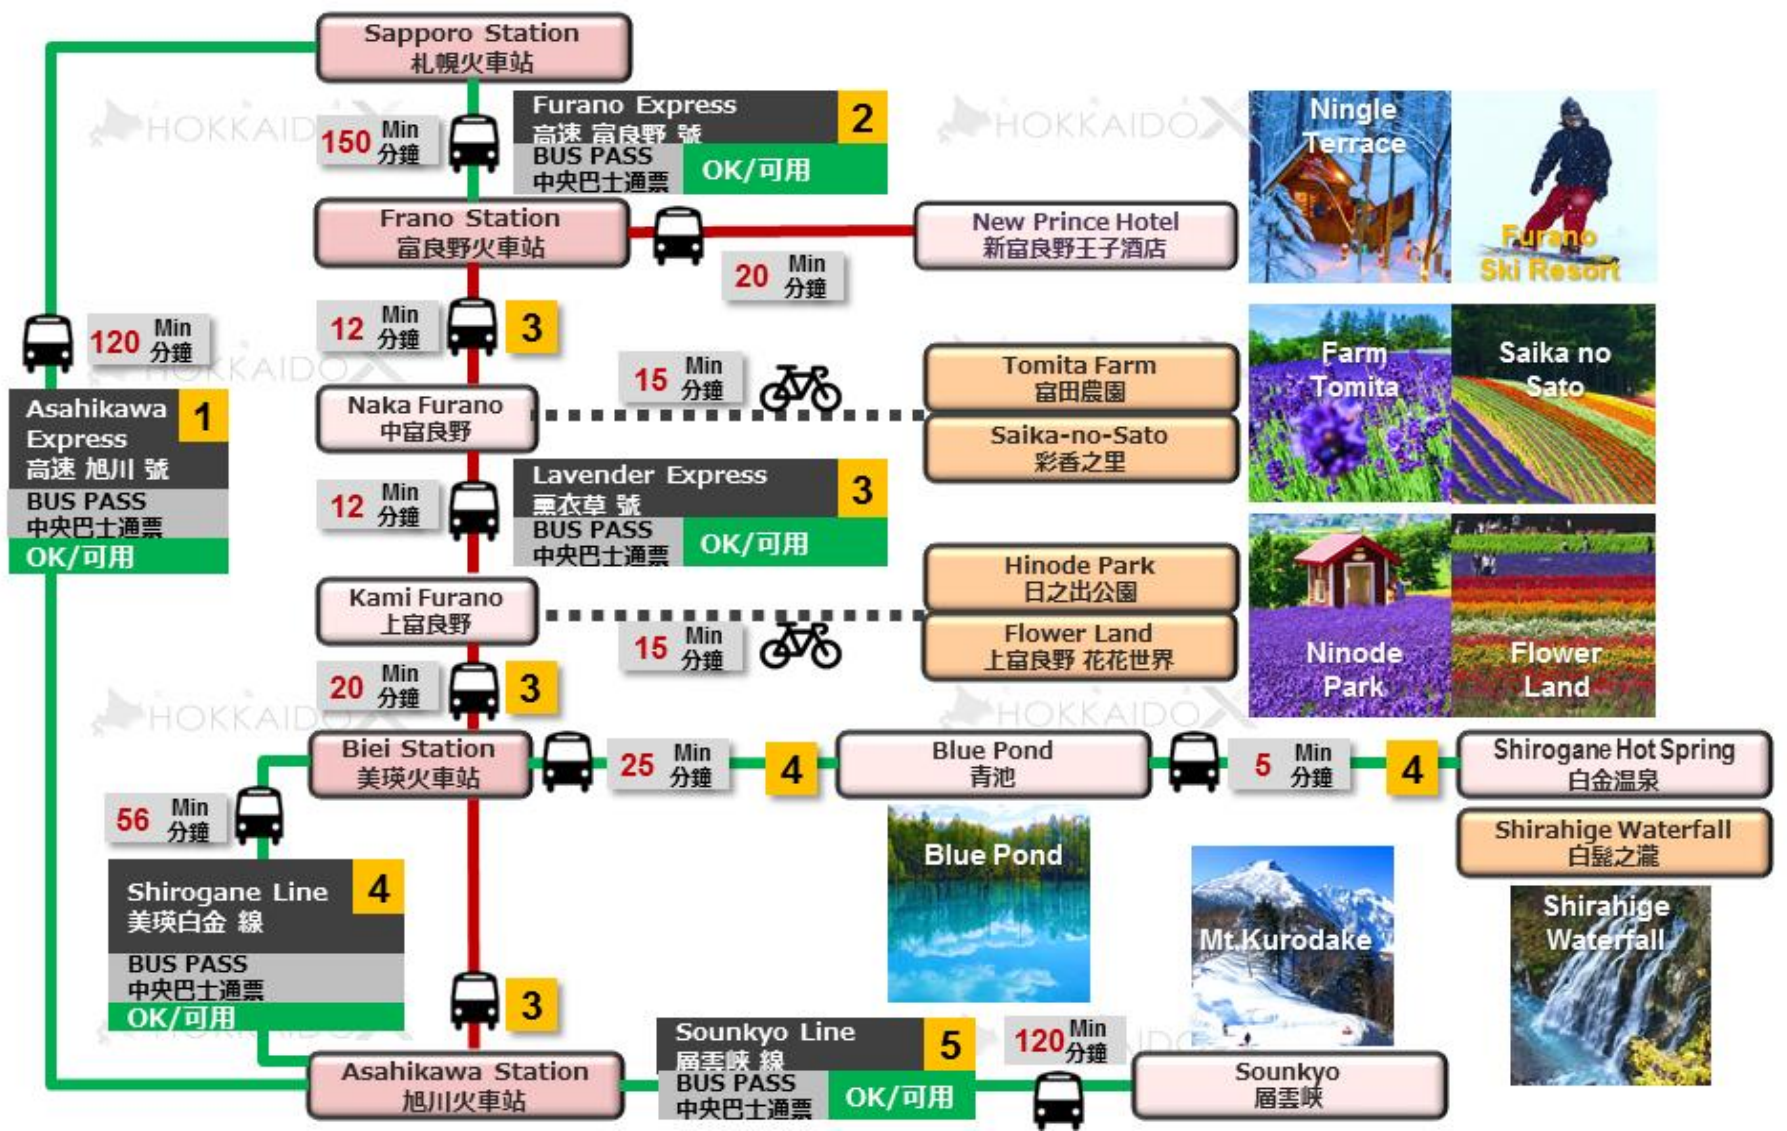 Sapporo Station
札幌火車站
HOKKAIDO
150 Min
分鐘
Furano Express
高速 富良野 號
2
BUS PASS
中央巴士通票
OK/可用
HOKKAIDO
Ningle
Terrace
Furano
Ski Resort
Frano Station
富良野火車站
20 Min
分鐘
New Prince Hotel
新富良野王子酒店
120 Min
分鐘
HOKKAIDO
12 Min
分鐘
3
15 Min
分鐘
Tomita Farm
富田農園
Farm
Tomita
Saika no
Sato
Asahikawa
Express
高速 旭川 號
1
BUS PASS
中央巴士通票
OK/可用
Naka Furano
中富良野
Saika-no-Sato
彩香之里
12 Min
分鐘
Lavender Express
薰衣草 號
3
BUS PASS
中央巴士通票
OK/可用
Kami Furano
上富良野
15 Min
分鐘
Hinode Park
日之出公園
Flower Land
上富良野 花花世界
Ninode
Park
Flower
Land
20 Min
分鐘
3
HOKKAIDO
HOKKAIDO
Biei Station
美瑛火車站
25 Min
分鐘
4
Blue Pond
青池
5 Min
分鐘
4
Shirogane Hot Spring
白金温泉
Shirahige Waterfall
白髭之瀧
56 Min
分鐘
Shirogane Line
美瑛白金 線
4
BUS PASS
中央巴士通票
OK/可用
Blue Pond
Mt.Kurodake
Shirahige
Waterfall
3
Asahikawa Station
旭川火車站
Sounkyo Line
層雲峡 線
5
BUS PASS
中央巴士通票
OK/可用
120 Min
分鐘
Sounkyo
層雲峡